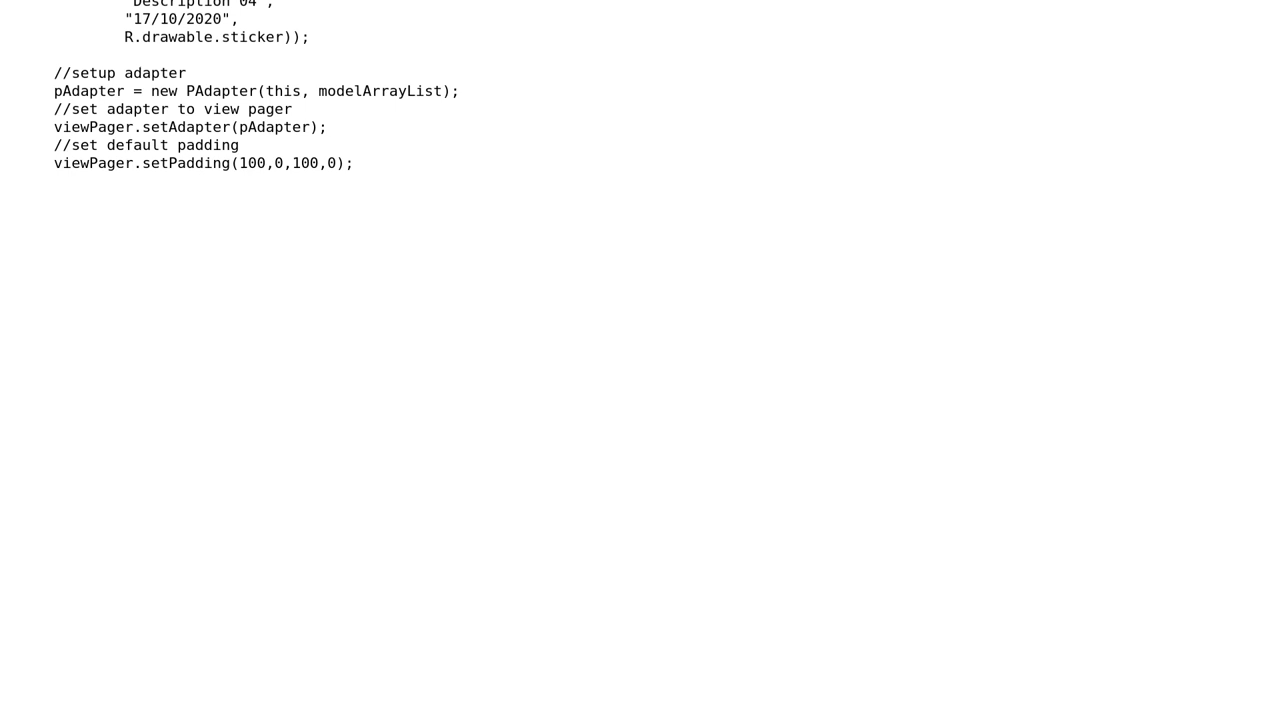 "Description 04",
"17/10/2020",
R.drawable.sticker));
//setup adapter
pAdapter = new PAdapter(this, modelArrayList);
//set adapter to view pager
viewPager.setAdapter(pAdapter);
//set default padding
viewPager.setPadding(100,0,100,0);